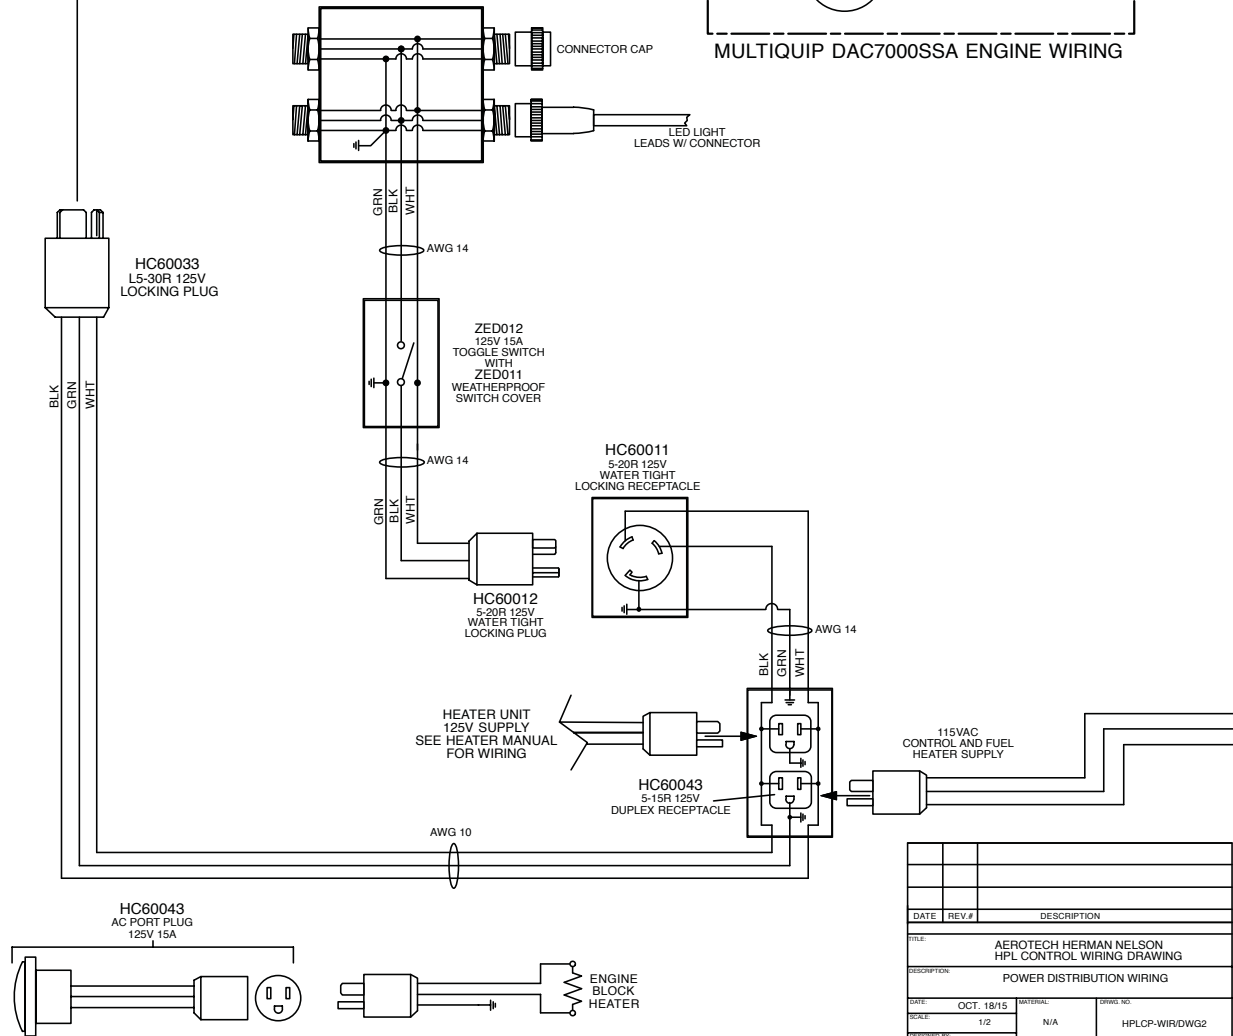 MULTIQUIP DAC7000SSA ENGINE WIRING
CONNECTOR CAP
LED LIGHT
LEADS W/ CONNECTOR
GRN
BLK
WHT
AWG 14
HC60033
L5-30R 125V
LOCKING PLUG
ZED012
125V 15A
TOGGLE SWITCH
WITH
ZED011
WEATHERPROOF
SWITCH COVER
BLK
GRN
WHT
AWG 14
GRN
BLK
WHT
HC60011
5-20R 125V
WATER TIGHT
LOCKING RECEPTACLE
HC60012
5-20R 125V
WATER TIGHT
LOCKING PLUG
AWG 14
BLK
GRN
WHT
HEATER UNIT
125V SUPPLY
SEE HEATER MANUAL
FOR WIRING
115VAC
CONTROL AND FUEL
HEATER SUPPLY
HC60043
5-15R 125V
DUPLEX RECEPTACLE
AWG 10
HC60043
AC PORT PLUG
125V 15A
ENGINE
BLOCK
HEATER
DATE REV.# DESCRIPTION
TITLE:
AEROTECH HERMAN NELSON
HPL CONTROL WIRING DRAWING
DESCRIPTION:
POWER DISTRIBUTION WIRING
DATE: OCT. 18/15 MATERIAL: DRWG. NO.
SCALE: 1/2 N/A HPLCP-WIR/DWG2